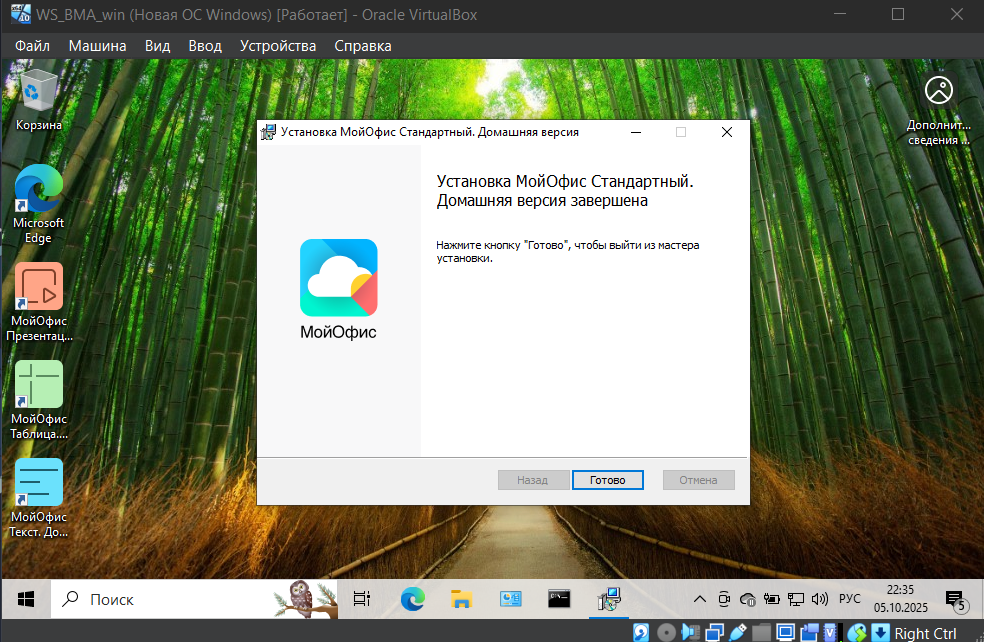 WS_BMA_win (Новая ОС Windows) [Работает] - Oracle VirtualBox
Файл Машина Вид Ввод Устройства Справка
Корзина
Дополнит...
сведения ...
Microsoft
Edge
МойОфис
Презентац...
МойОфис
Таблица....
МойОфис
Текст. До...
Установка МойОфис Стандартный. Домашняя версия
Установка МойОфис Стандартный.
Домашняя версия завершена
Нажмите кнопку "Готово", чтобы выйти из мастера
установки.
МойОфис
Назад Готово Отмена
Поиск
РУС
22:35
05.10.2025
5
Right Ctrl